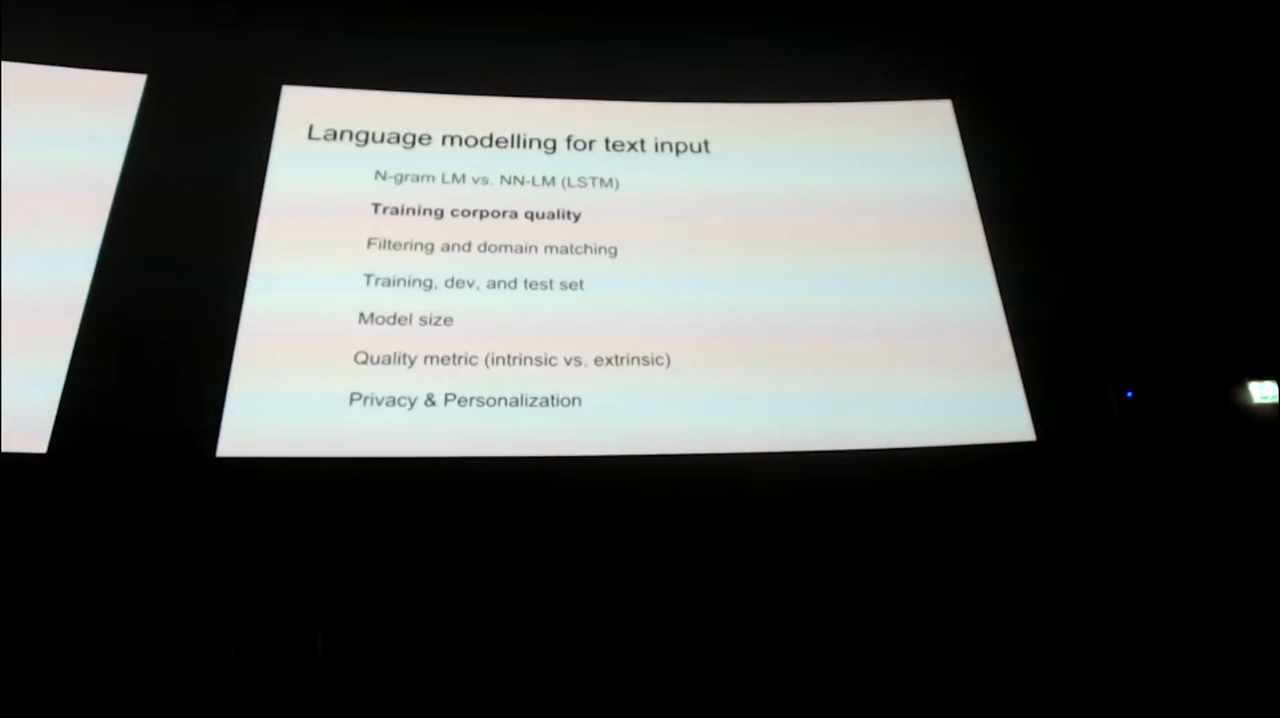 Language modelling for text input
N-gram LM vs. NN-LM (LSTM)
Training corpora quality
Filtering and domain matching
Training, dev, and test set
Model size
Quality metric (intrinsic vs. extrinsic)
Privacy & Personalization